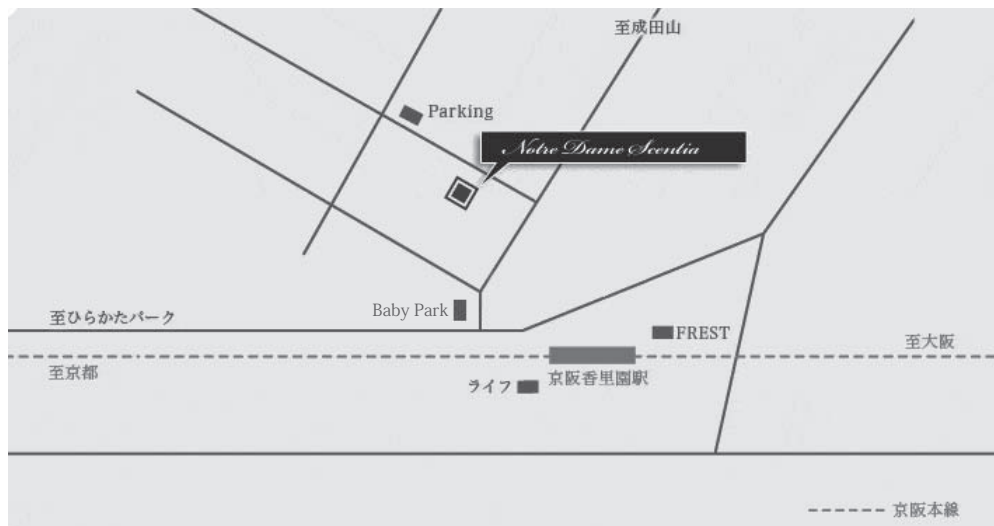 至成田山
Parking
Notre Dame Scentia
Baby Park
至ひらかたパーク
FREST
至大阪
至京都
京阪香里園駅
ライフ
京阪本線